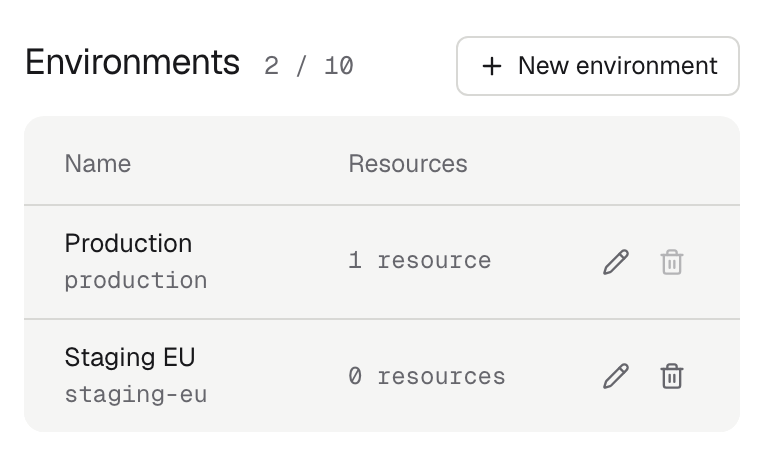 Environments 2 / 10
+ New environment
Name Resources
Production
production
1 resource
Staging EU
staging-eu
0 resources